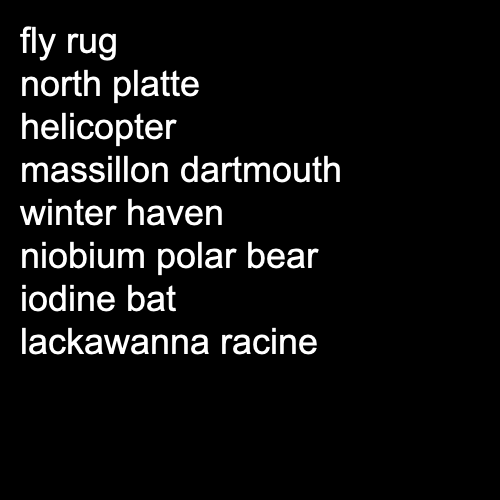 fly rug
north platte
helicopter
massillon dartmouth
winter haven
niobium polar bear
iodine bat
lackawanna racine